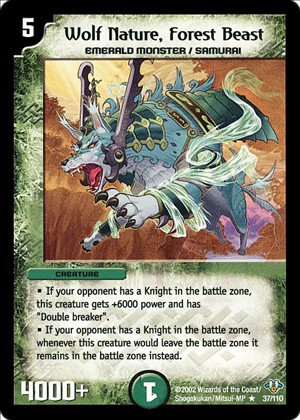 5
Wolf Nature, Forest Beast
EMERALD MONSTER / SAMURAI
CREATURE
▪ If your opponent has a Knight in the battle zone,
this creature gets +6000 power and has
"Double breaker".
▪ If your opponent has a Knight in the battle zone,
whenever this creature would leave the battle zone it
remains in the battle zone instead.
4000+
1
©2002 Wizards of the Coast/
Shogakukan/Mitsui-MP ★ 37/110